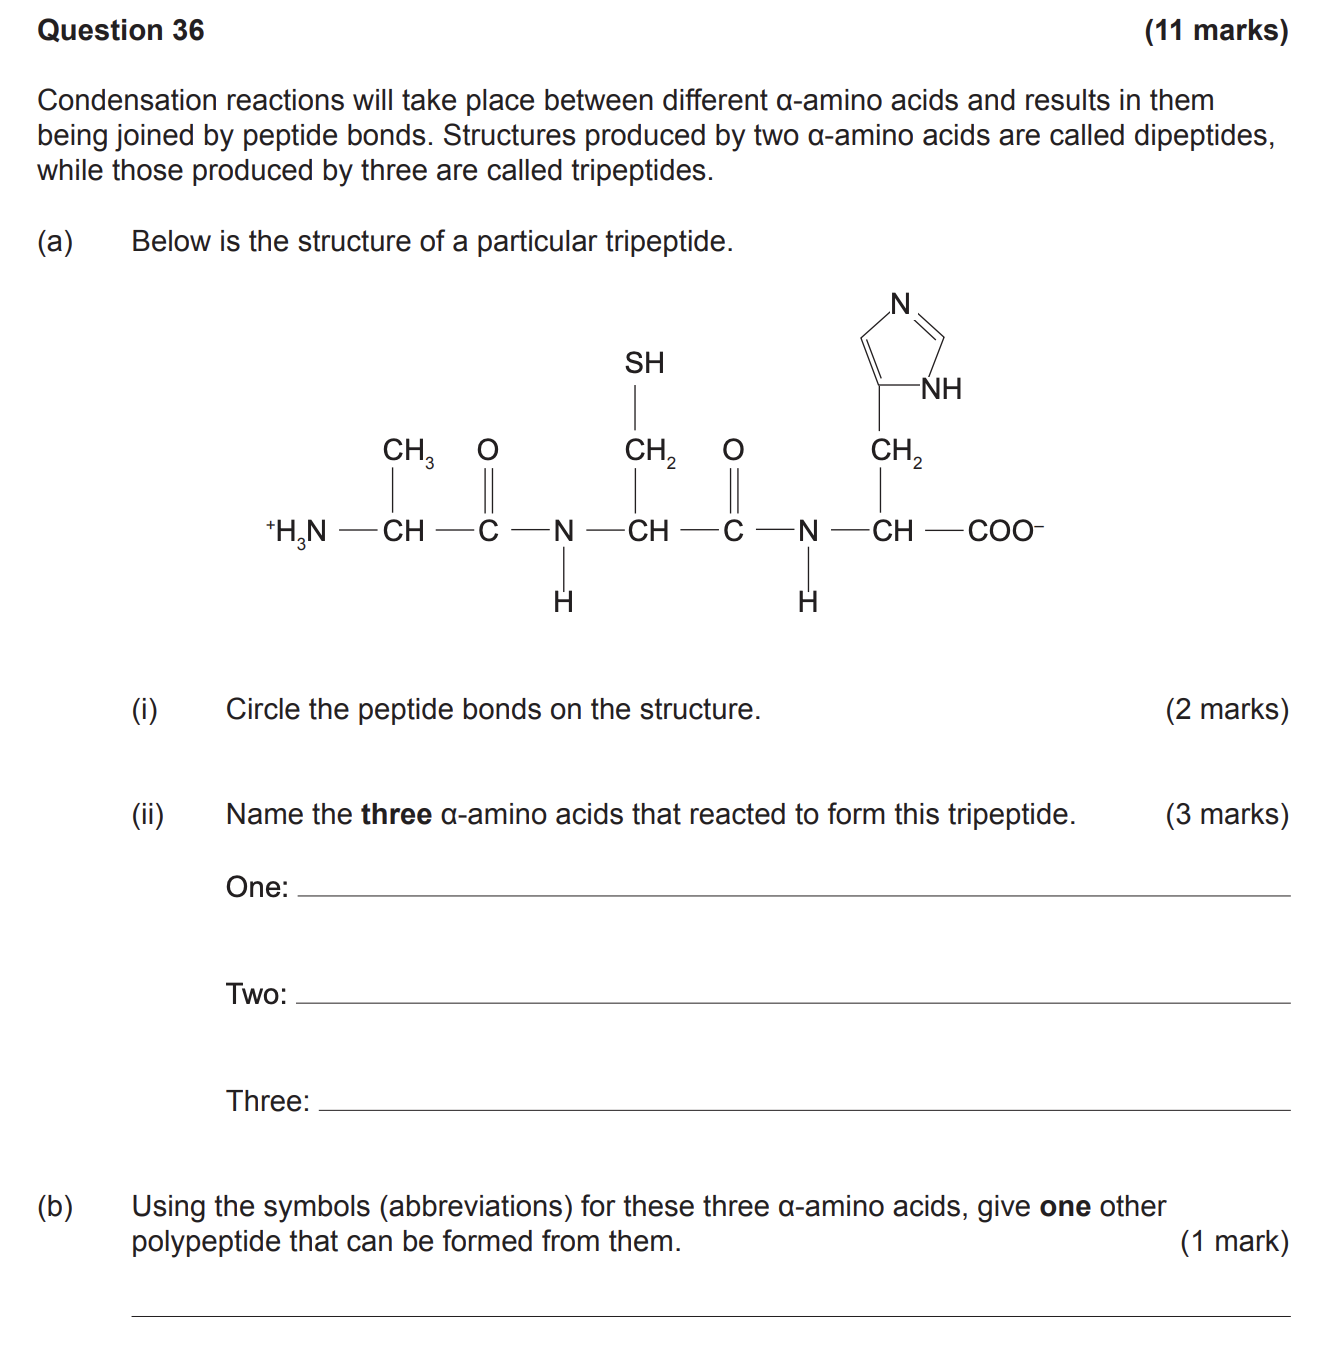 Question 36 (11 marks)
Condensation reactions will take place between different α-amino acids and results in them
being joined by peptide bonds. Structures produced by two α-amino acids are called dipeptides,
while those produced by three are called tripeptides.
(a) Below is the structure of a particular tripeptide.
N
SH
NH
CH₃ O CH₂ O CH₂
⁺H₃N — CH — C — N — CH — C — N — CH — COO⁻
H H
(i) Circle the peptide bonds on the structure. (2 marks)
(ii) Name the three α-amino acids that reacted to form this tripeptide. (3 marks)
One:
Two:
Three:
(b) Using the symbols (abbreviations) for these three α-amino acids, give one other
polypeptide that can be formed from them. (1 mark)